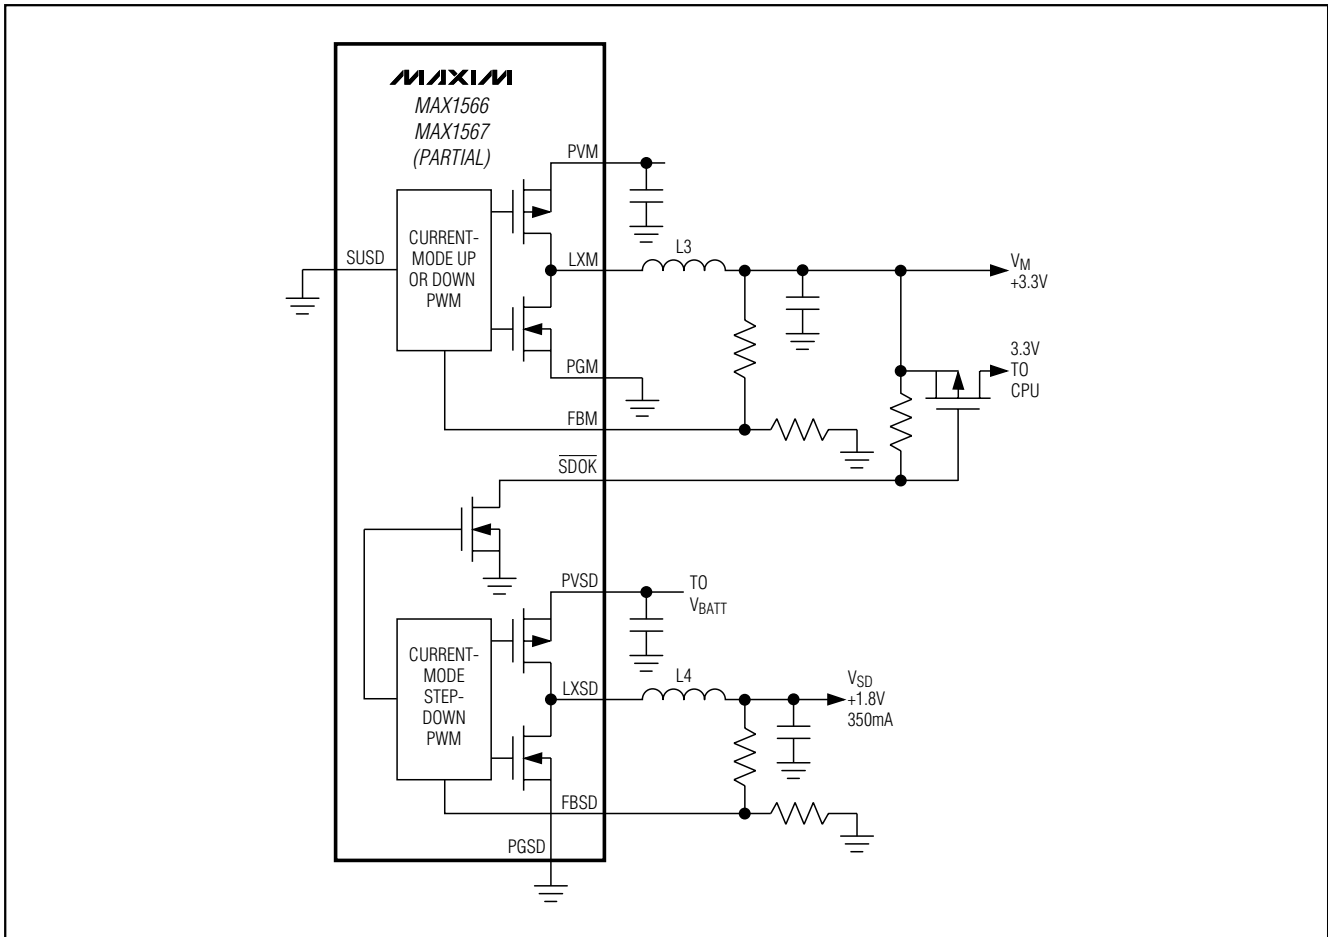 MAXIM
MAX1566
MAX1567
(PARTIAL)
PVM
CURRENT-
MODE UP
OR DOWN
PWM
SUSD
LXM
L3
VM
+3.3V
PGM
3.3V
TO
CPU
FBM
SDOK
PVSD
TO
VBATT
CURRENT-
MODE
STEP-
DOWN
PWM
LXSD
L4
VSD
+1.8V
350mA
FBSD
PGSD